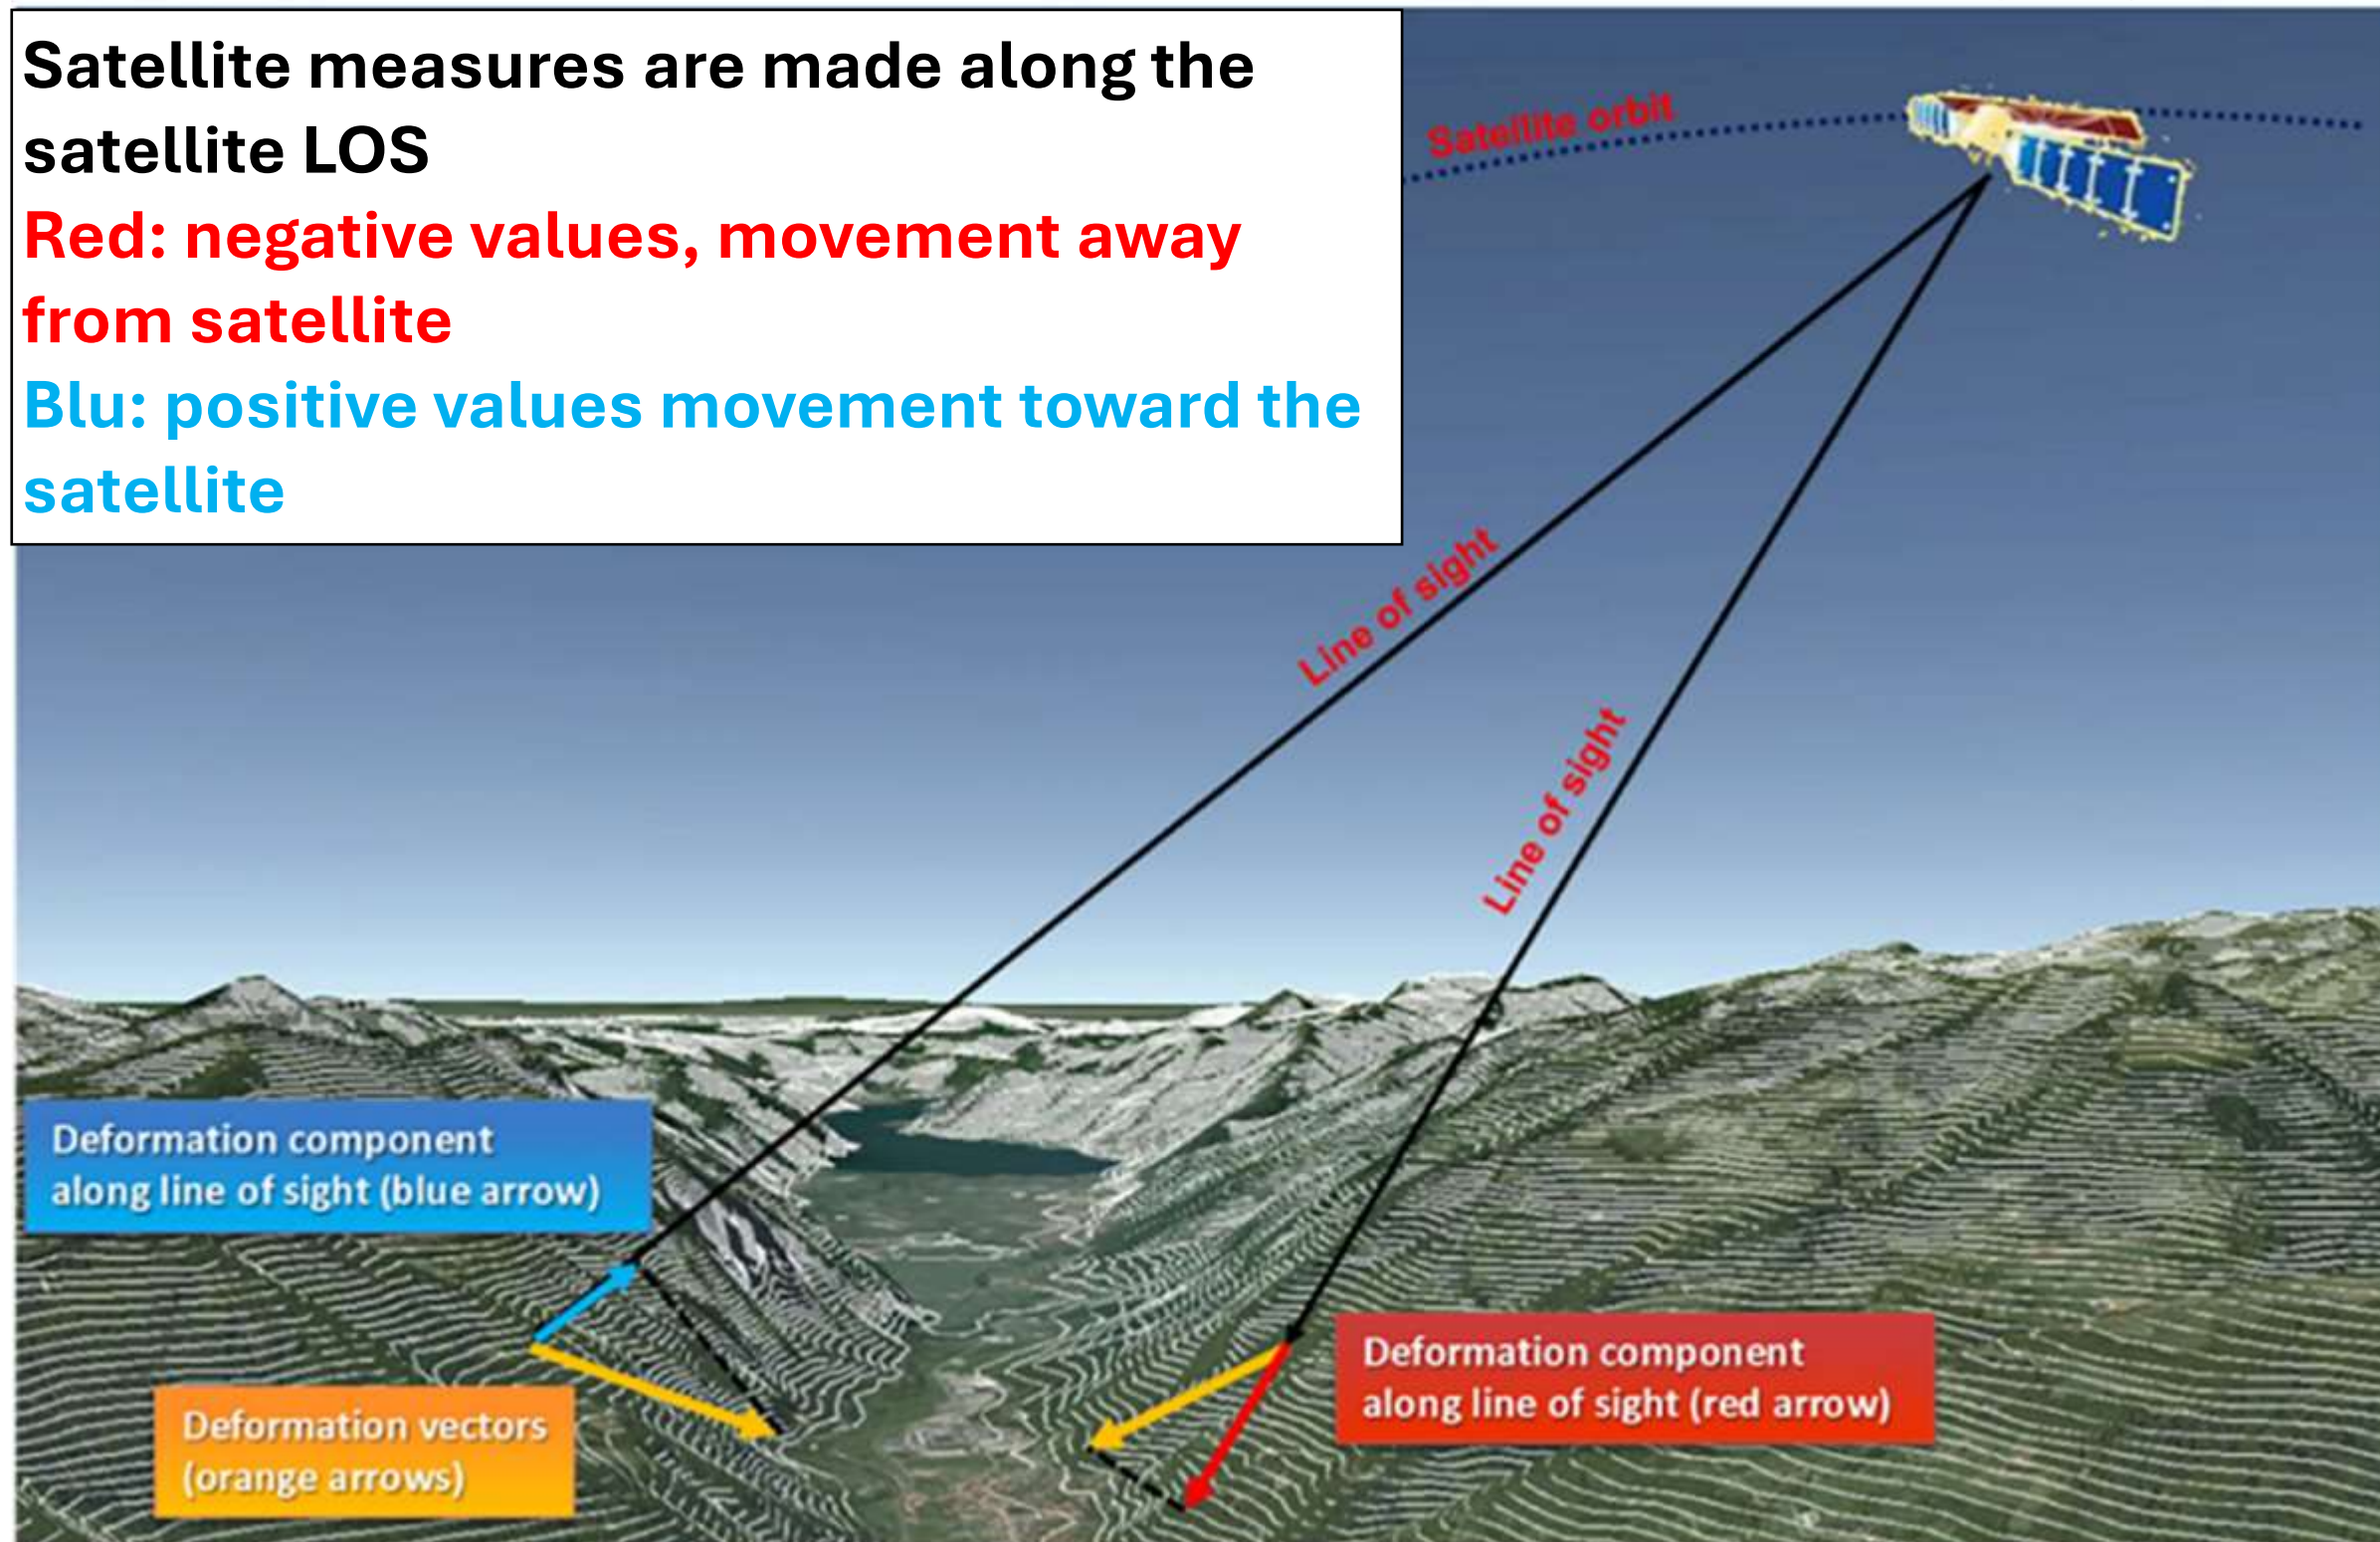 Satellite measures are made along the
satellite LOS
Red: negative values, movement away
from satellite
Blu: positive values movement toward the
satellite
Satellite orbit
Line of sight
Line of sight
Deformation component
along line of sight (blue arrow)
Deformation vectors
(orange arrows)
Deformation component
along line of sight (red arrow)